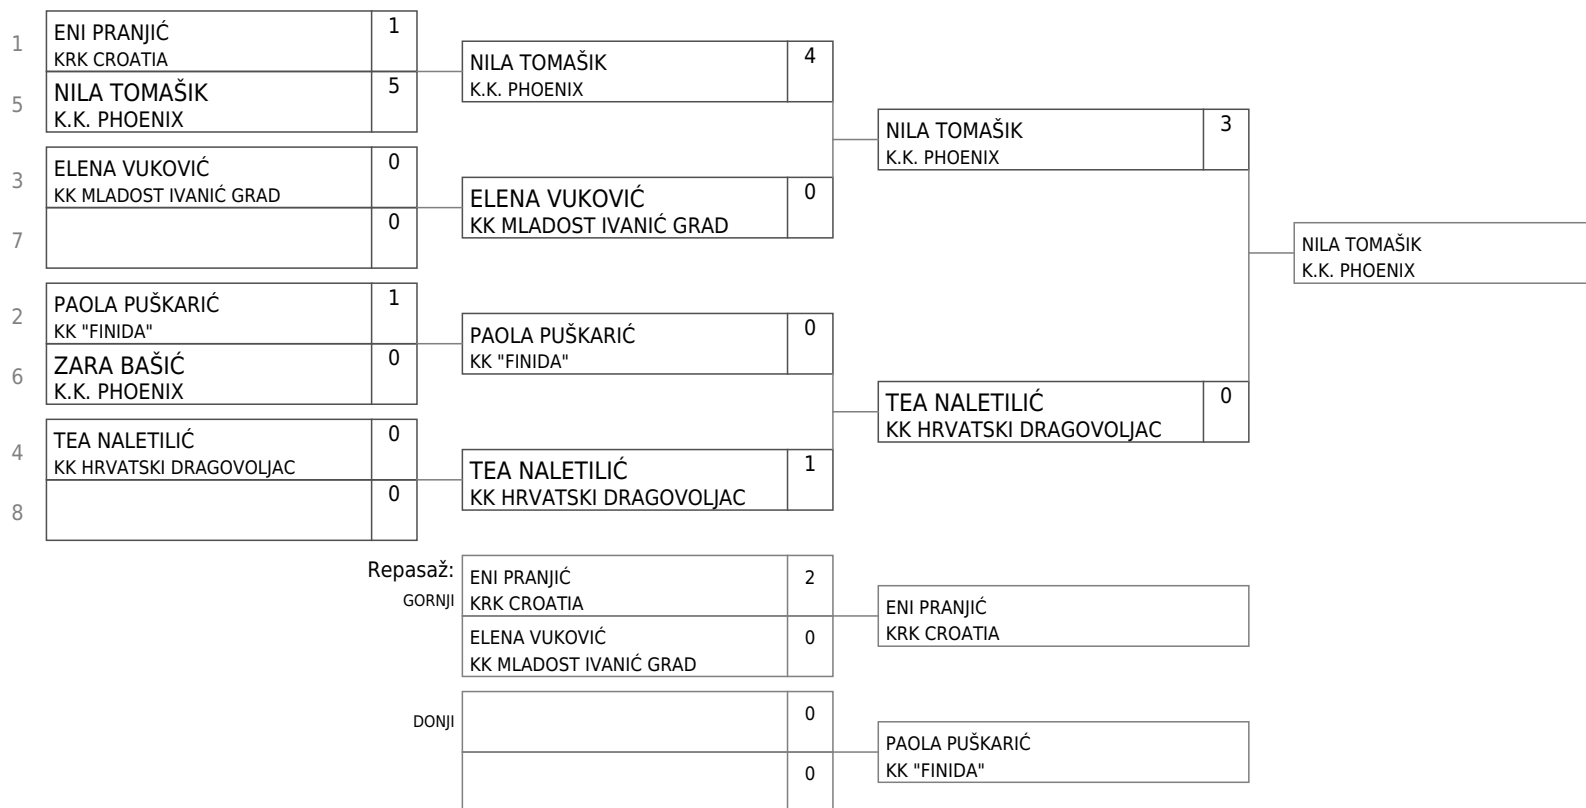 1
ENI PRANJIĆ
KRK CROATIA
1
5
NILA TOMAŠIK
K.K. PHOENIX
5
3
ELENA VUKOVIĆ
KK MLADOST IVANIĆ GRAD
0
7
0
2
PAOLA PUŠKARIĆ
KK "FINIDA"
1
6
ZARA BAŠIĆ
K.K. PHOENIX
0
4
TEA NALETILIĆ
KK HRVATSKI DRAGOVOLJAC
0
8
0
NILA TOMAŠIK
K.K. PHOENIX
4
ELENA VUKOVIĆ
KK MLADOST IVANIĆ GRAD
0
PAOLA PUŠKARIĆ
KK "FINIDA"
0
TEA NALETILIĆ
KK HRVATSKI DRAGOVOLJAC
1
NILA TOMAŠIK
K.K. PHOENIX
3
TEA NALETILIĆ
KK HRVATSKI DRAGOVOLJAC
0
NILA TOMAŠIK
K.K. PHOENIX
Repasaž:
GORNJI
ENI PRANJIĆ
KRK CROATIA
2
ELENA VUKOVIĆ
KK MLADOST IVANIĆ GRAD
0
ENI PRANJIĆ
KRK CROATIA
DONJI
0
0
PAOLA PUŠKARIĆ
KK "FINIDA"